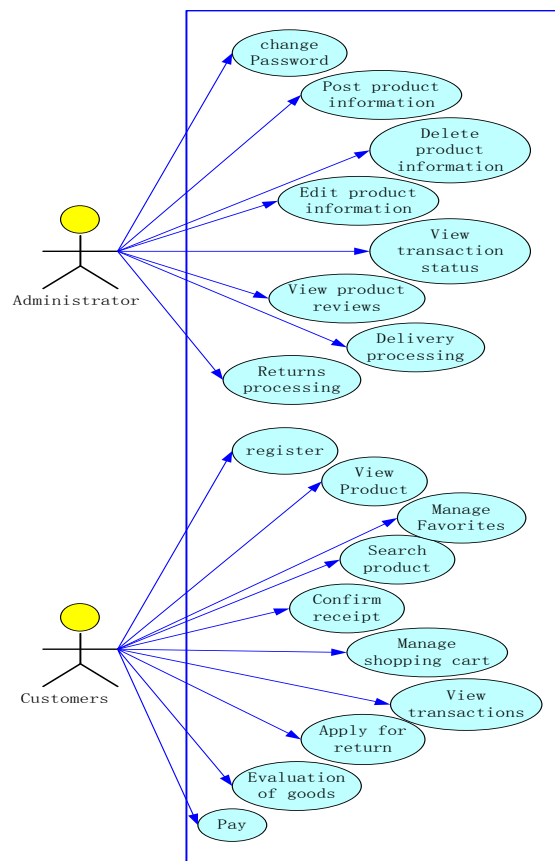 change
Password
Post product
information
Delete
product
information
Edit product
information
View
transaction
status
Administrator
View product
reviews
Delivery
processing
Returns
processing
register
View
Product
Manage
Favorites
Search
product
Confirm
receipt
Manage
shopping cart
Customers
View
transactions
Apply for
return
Evaluation
of goods
Pay